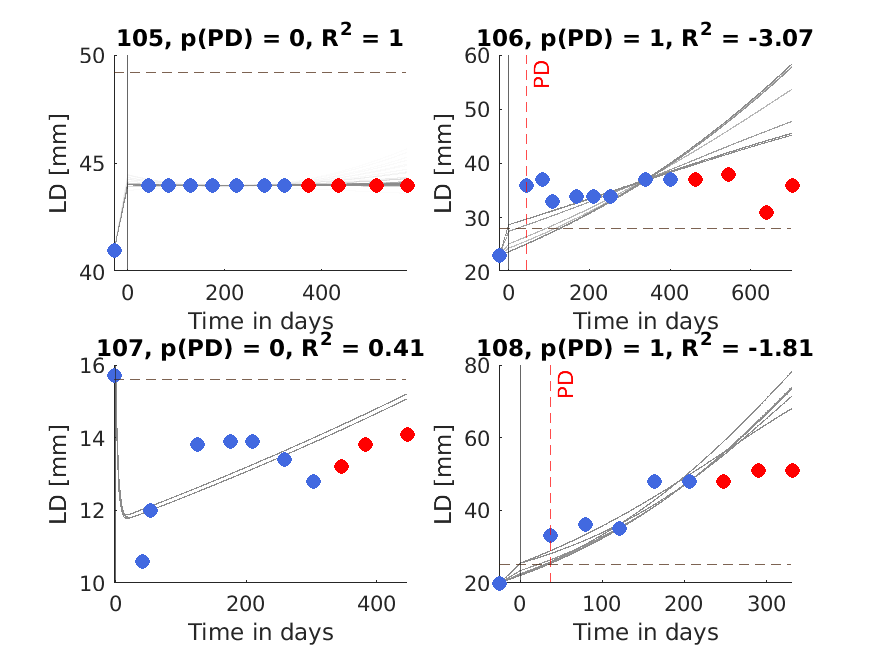 105, p(PD) = 0, R2 = 1
50
45
40
LD [mm]
0
200
400
Time in days
106, p(PD) = 1, R2 = -3.07
60
50
40
30
20
LD [mm]
PD
0
200
400
600
Time in days
107, p(PD) = 0, R2 = 0.41
16
14
12
10
LD [mm]
0
200
400
Time in days
108, p(PD) = 1, R2 = -1.81
80
60
40
20
LD [mm]
PD
0
100
200
300
Time in days